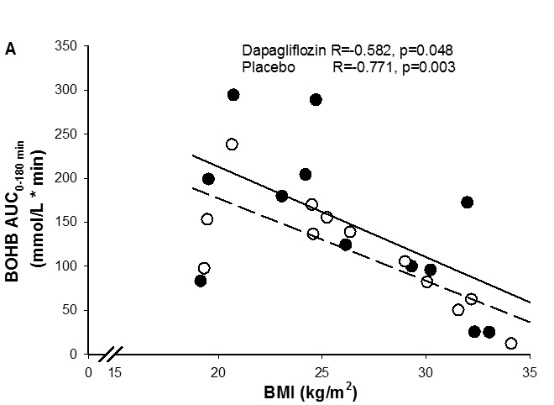 A
Dapagliflozin R=-0.582, p=0.048
Placebo R=-0.771, p=0.003
BOHB AUC0-180 min
(mmol/L * min)
350
300
250
200
150
100
50
0
0 15 20 25 30 35
BMI (kg/m²)